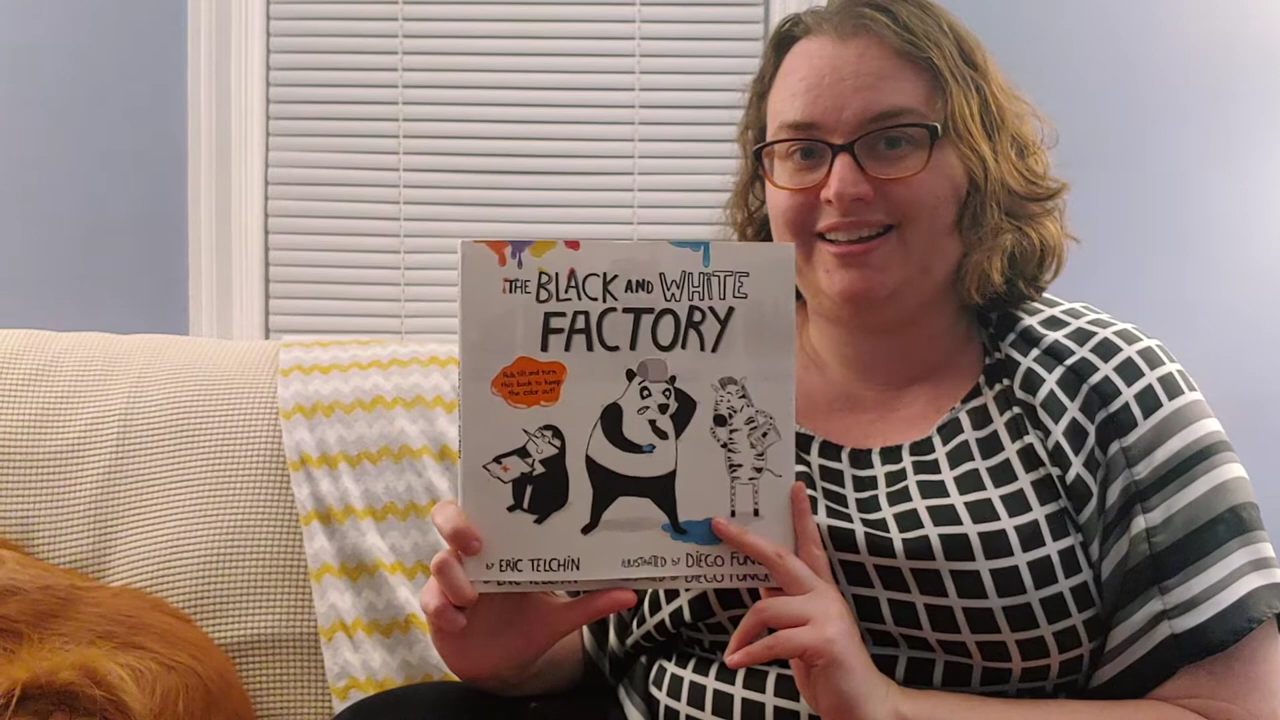 THE BLACK AND WHITE
FACTORY
Rub, tilt, and turn
this book to keep
the color out!
BY ERIC TELCHIN
ILLUSTRATED BY DIEGO